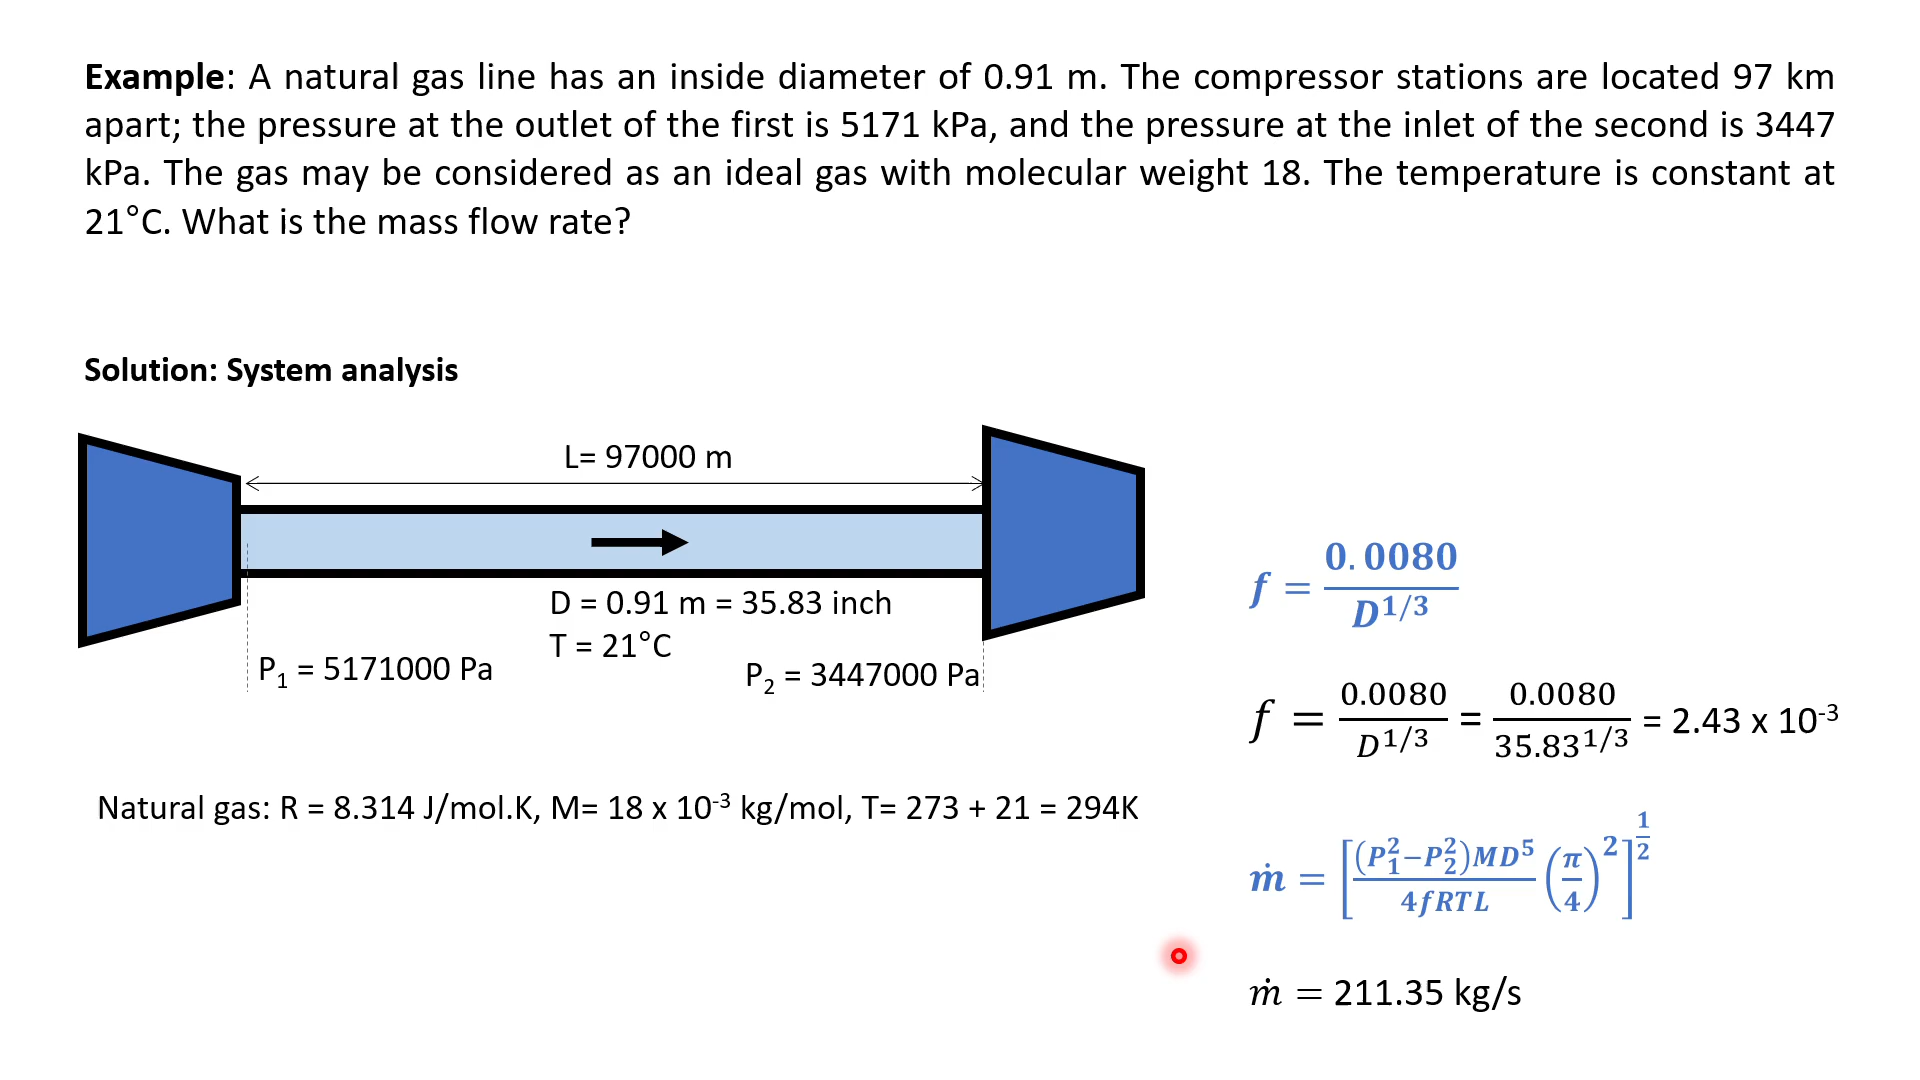 Example: A natural gas line has an inside diameter of 0.91 m. The compressor stations are located 97 km
apart; the pressure at the outlet of the first is 5171 kPa, and the pressure at the inlet of the second is 3447
kPa. The gas may be considered as an ideal gas with molecular weight 18. The temperature is constant at
21°C. What is the mass flow rate?
Solution: System analysis
L= 97000 m
D = 0.91 m = 35.83 inch
T = 21°C
P₁ = 5171000 Pa
P₂ = 3447000 Pa
Natural gas: R = 8.314 J/mol.K, M= 18 x 10⁻³ kg/mol, T= 273 + 21 = 294K
f = 0.0080 / D^1/3
f = 0.0080 / D^1/3 = 0.0080 / 35.83^1/3 = 2.43 x 10⁻³
ṁ = [(P₁²−P₂²)MD⁵ / 4fRTL (π/4)²]^1/2
ṁ = 211.35 kg/s